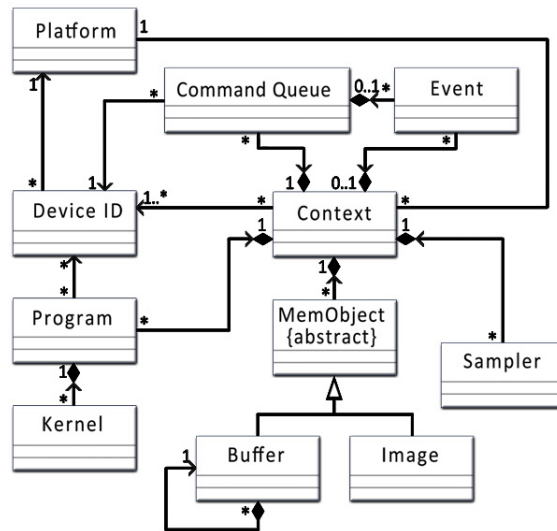 Platform
1
1
Command Queue
*
0..1
*
Event
*
*
1
0..1
*
1
Device ID
1..*
*
Context
*
*
1
1
*
1
*
Program
*
*
MemObject
{abstract}
*
Sampler
1
*
Kernel
1
Buffer
Image
*